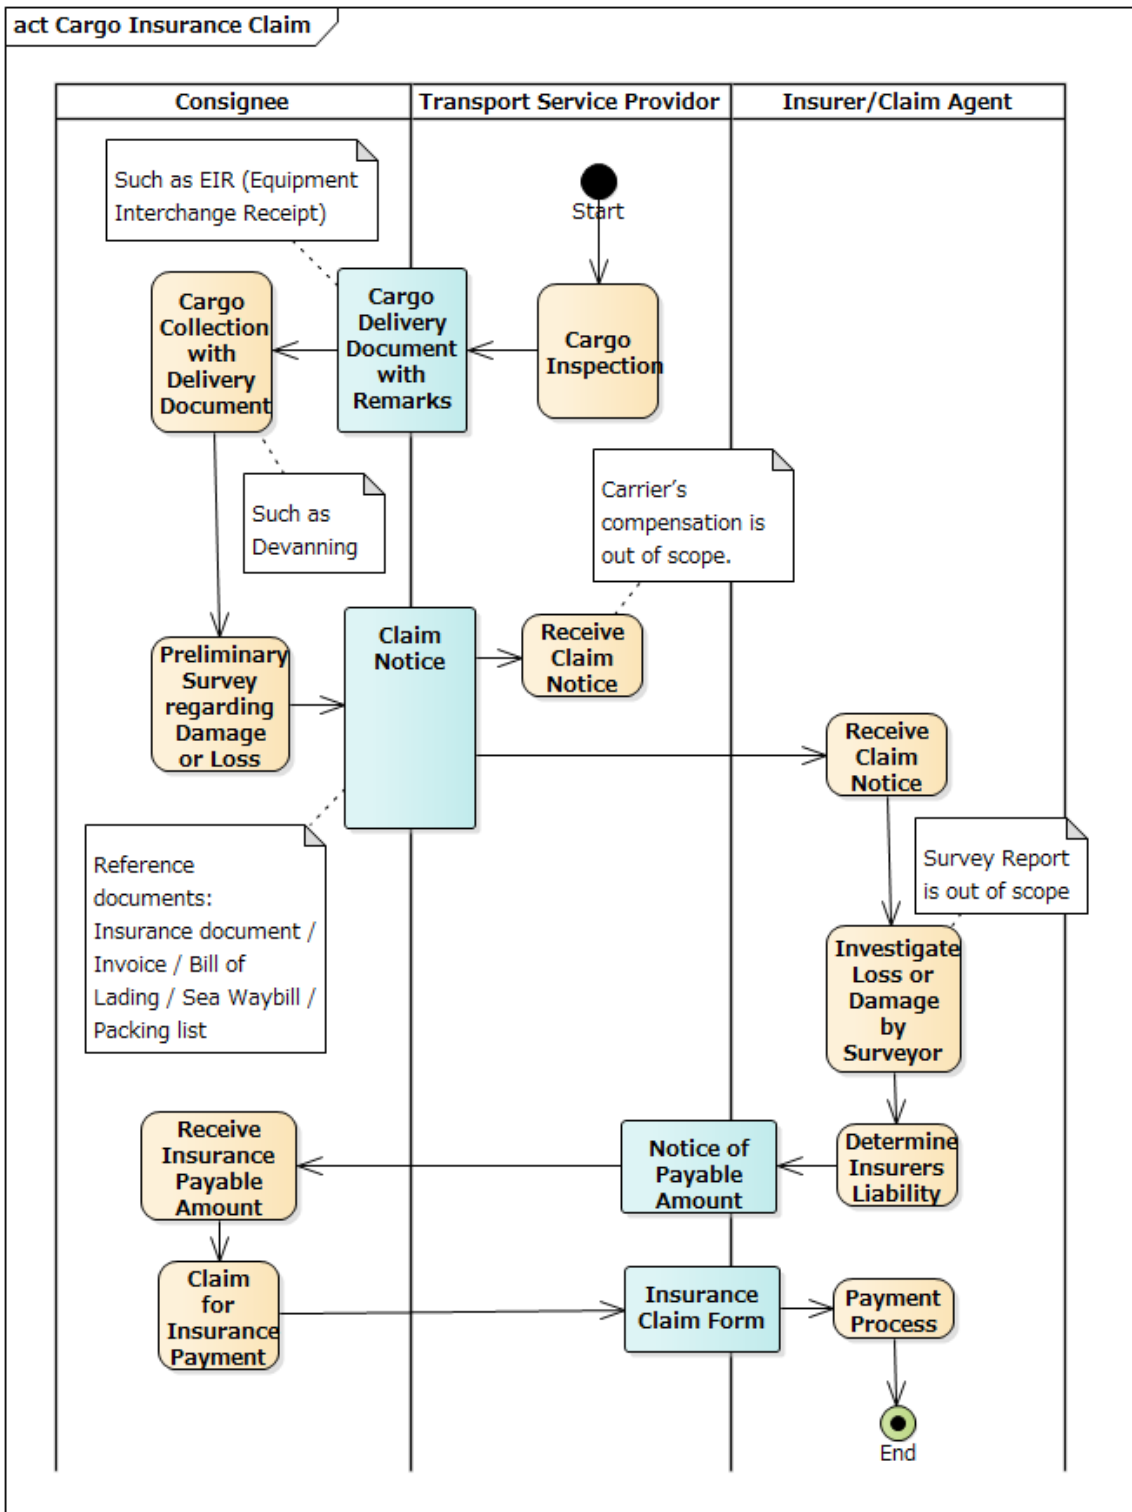 act Cargo Insurance Claim
Consignee
Transport Service Providor
Insurer/Claim Agent
Such as EIR (Equipment
Interchange Receipt)
Start
Cargo
Collection
with
Delivery
Document
Cargo
Delivery
Document
with
Remarks
Cargo
Inspection
Such as
Devanning
Carrier’s
compensation is
out of scope.
Preliminary
Survey
regarding
Damage
or Loss
Claim
Notice
Receive
Claim
Notice
Receive
Claim
Notice
Reference
documents:
Insurance document /
Invoice / Bill of
Lading / Sea Waybill /
Packing list
Survey Report
is out of scope
Investigate
Loss or
Damage
by
Surveyor
Receive
Insurance
Payable
Amount
Notice of
Payable
Amount
Determine
Insurers
Liability
Claim
for
Insurance
Payment
Insurance
Claim Form
Payment
Process
End